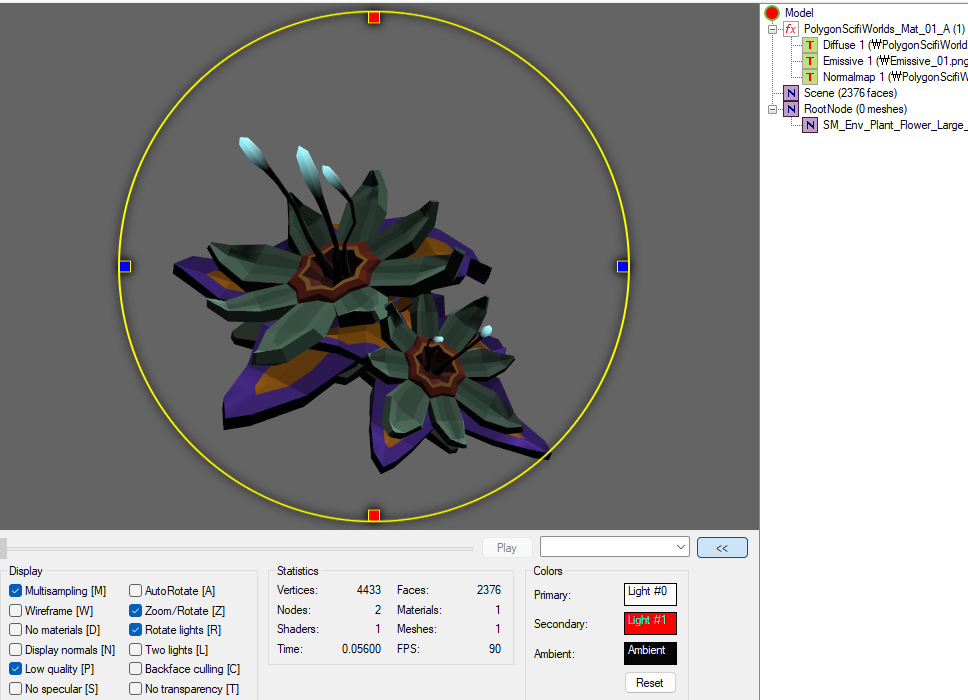 Model
PolygonScifiWorlds_Mat_01_A (1)
Diffuse 1 (₩PolygonScifiWorld
Emissive 1 (₩Emissive_01.png
Normalmap 1 (₩PolygonScifiW
Scene (2376 faces)
RootNode (0 meshes)
SM_Env_Plant_Flower_Large_
Play
<<
Display
Multisampling [M]
AutoRotate [A]
Wireframe [W]
Zoom/Rotate [Z]
No materials [D]
Rotate lights [R]
Display normals [N]
Two lights [L]
Low quality [P]
Backface culling [C]
No specular [S]
No transparency [T]
Statistics
Vertices: 4433 Faces: 2376
Nodes: 2 Materials: 1
Shaders: 1 Meshes: 1
Time: 0.05600 FPS: 90
Colors
Primary: Light #0
Secondary: Light #1
Ambient: Ambient
Reset